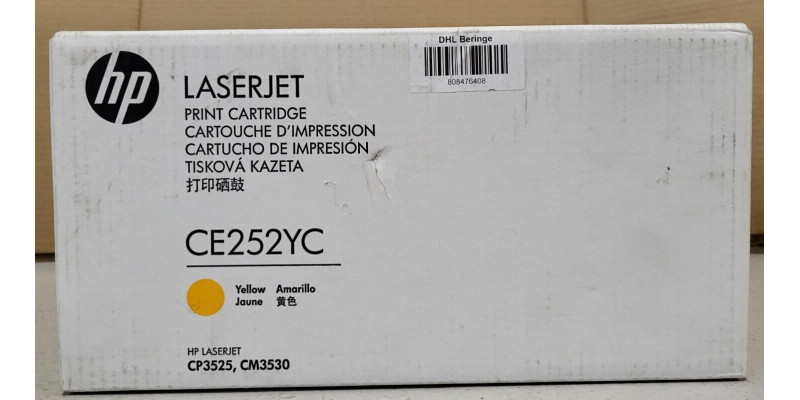 DHL Beringe
808476408
hp
LASERJET
PRINT CARTRIDGE
CARTOUCHE D'IMPRESSION
CARTUCHO DE IMPRESIÓN
TISKOVÁ KAZETA
打印硒鼓
CE252YC
Yellow Amarillo
Jaune 黄色
HP LASERJET
CP3525, CM3530